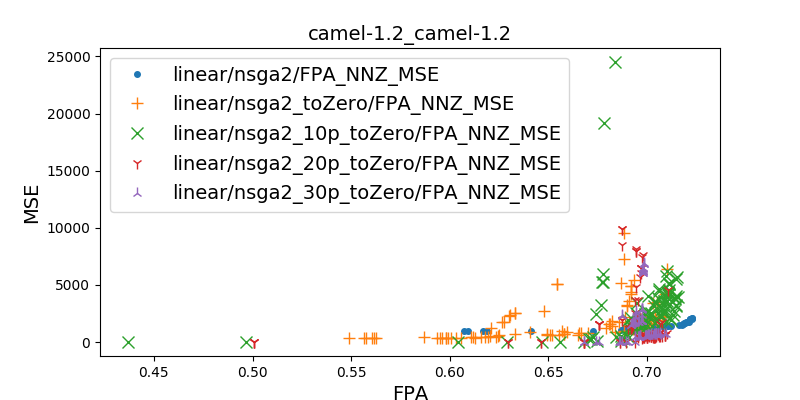 camel-1.2_camel-1.2
25000
20000
15000
10000
5000
0
MSE
linear/nsga2/FPA_NNZ_MSE
linear/nsga2_toZero/FPA_NNZ_MSE
linear/nsga2_10p_toZero/FPA_NNZ_MSE
linear/nsga2_20p_toZero/FPA_NNZ_MSE
linear/nsga2_30p_toZero/FPA_NNZ_MSE
0.45 0.50 0.55 0.60 0.65 0.70
FPA